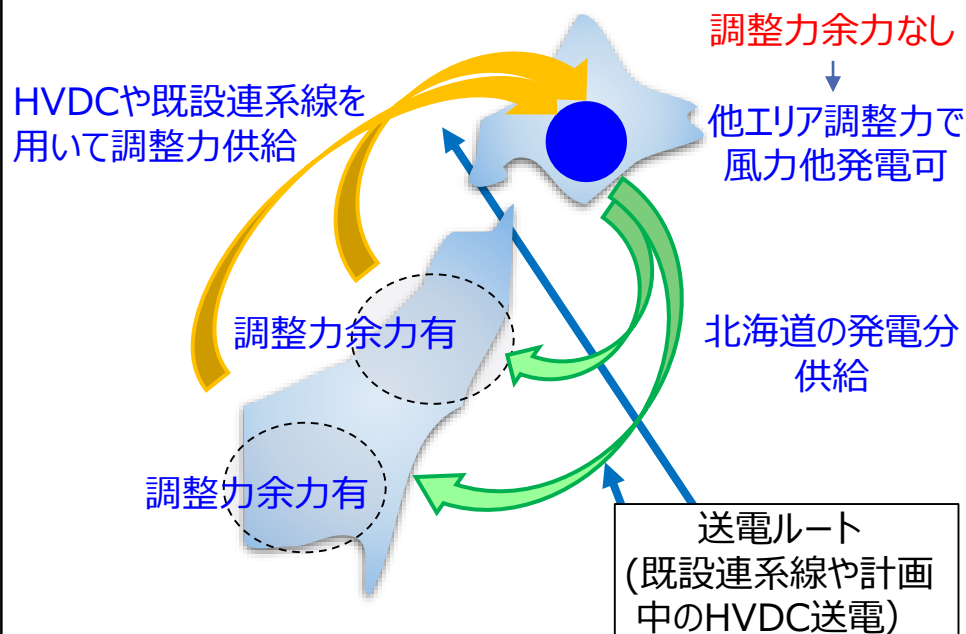 調整力余力なし
HVDCや既設連系線を
用いて調整力供給
他エリア調整力で
風力他発電可
調整力余力有
北海道の発電分
供給
調整力余力有
送電ルート
(既設連系線や計画
中のHVDC送電）